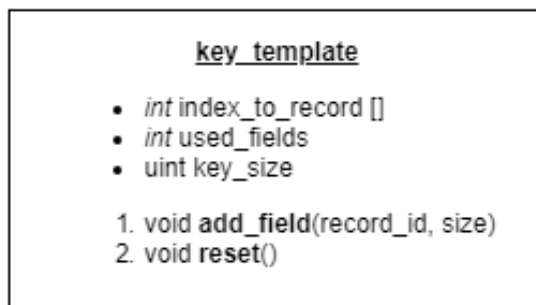 key_template
• int index_to_record []
• int used_fields
• uint key_size
1. void add_field(record_id, size)
2. void reset()